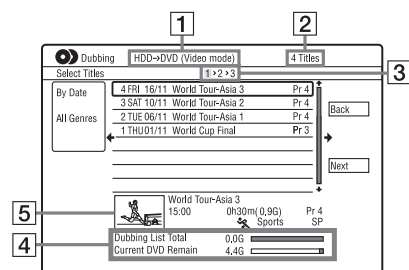 1 2
Dubbing HDD→DVD (Video mode) 4 Titles
Select Titles 1›2›3 3
By Date
All Genres
4 FRI 16/11 World Tour-Asia 3 Pr 4
3 SAT 10/11 World Tour-Asia 2 Pr 4
2 TUE 06/11 World Tour-Asia 1 Pr 4
1 THU 01/11 World Cup Final Pr 3
Back
Next
5
World Tour-Asia 3
15:00 0h30m(0,9G) Pr 4
Sports SP
4
Dubbing List Total 0,0G
Current DVD Remain 4,4G